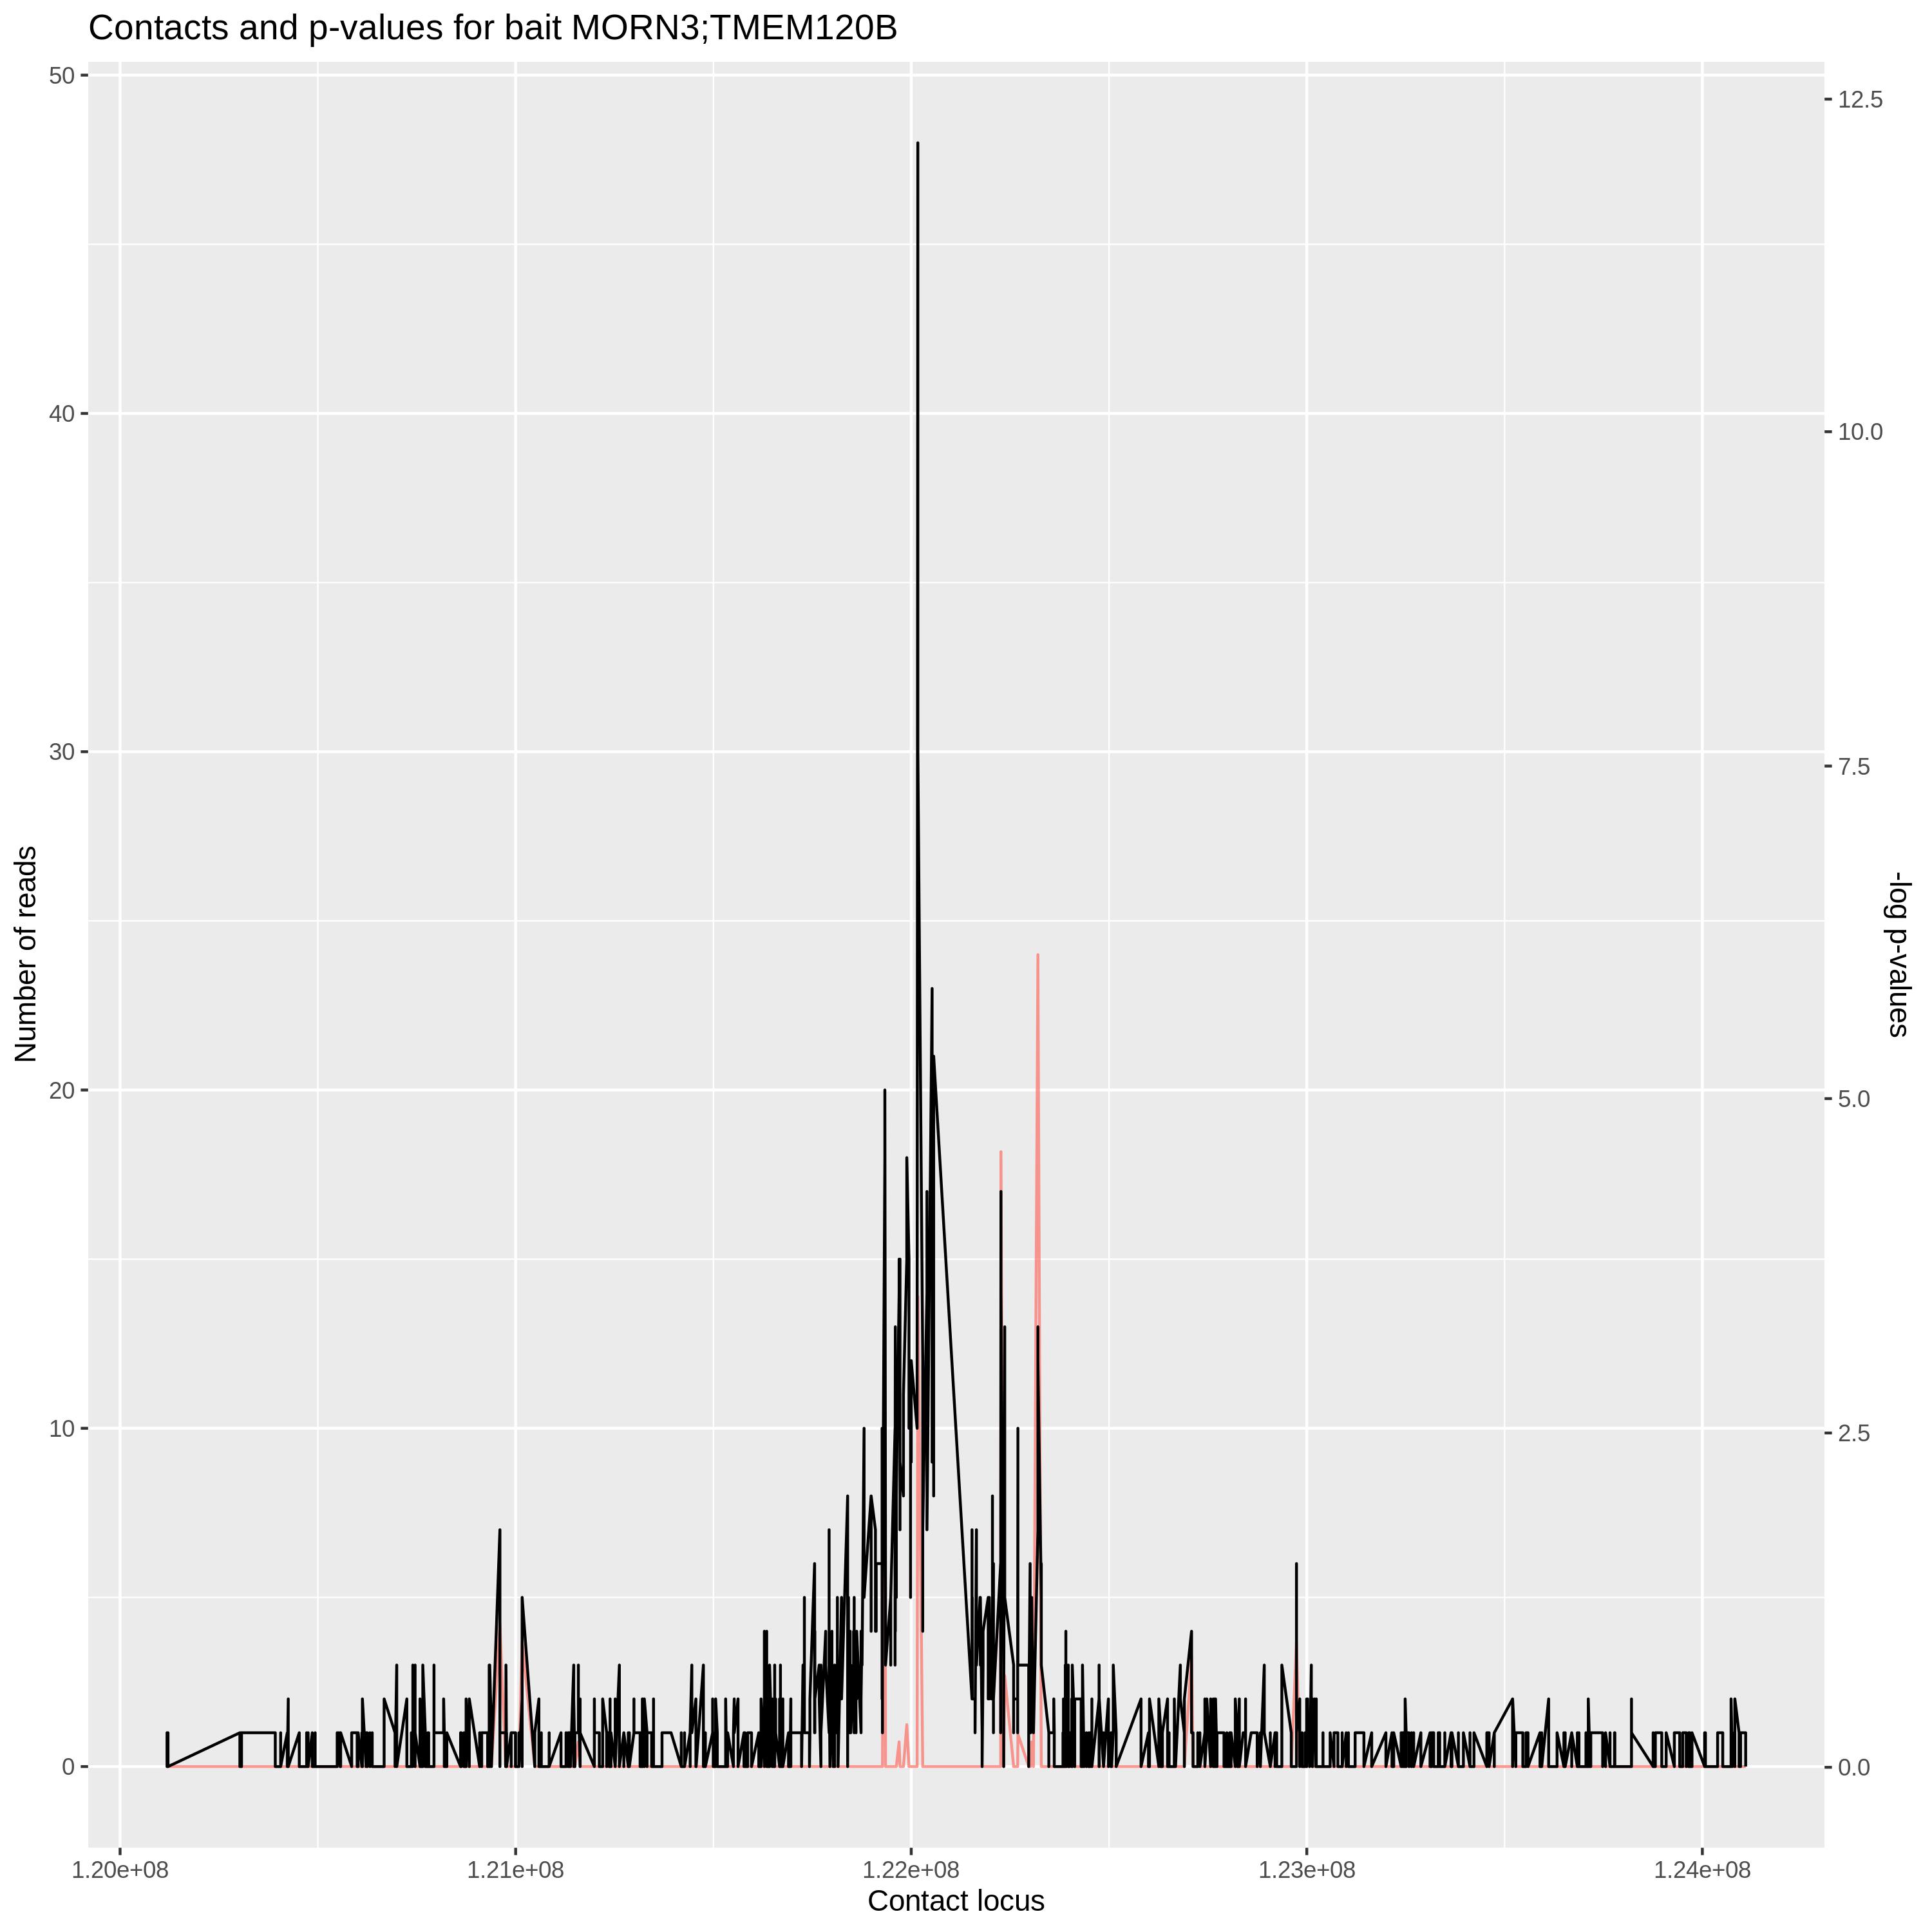 Contacts and p-values for bait MORN3;TMEM120B
50
40
30
20
10
0
Number of reads
12.5
10.0
7.5
5.0
2.5
0.0
-log p-values
1.20e+08
1.21e+08
1.22e+08
1.23e+08
1.24e+08
Contact locus